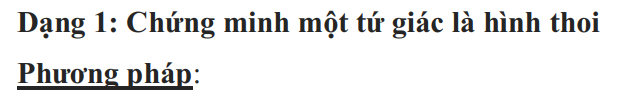 Dạng 1: Chứng minh một tứ giác là hình thoi
Phương pháp: